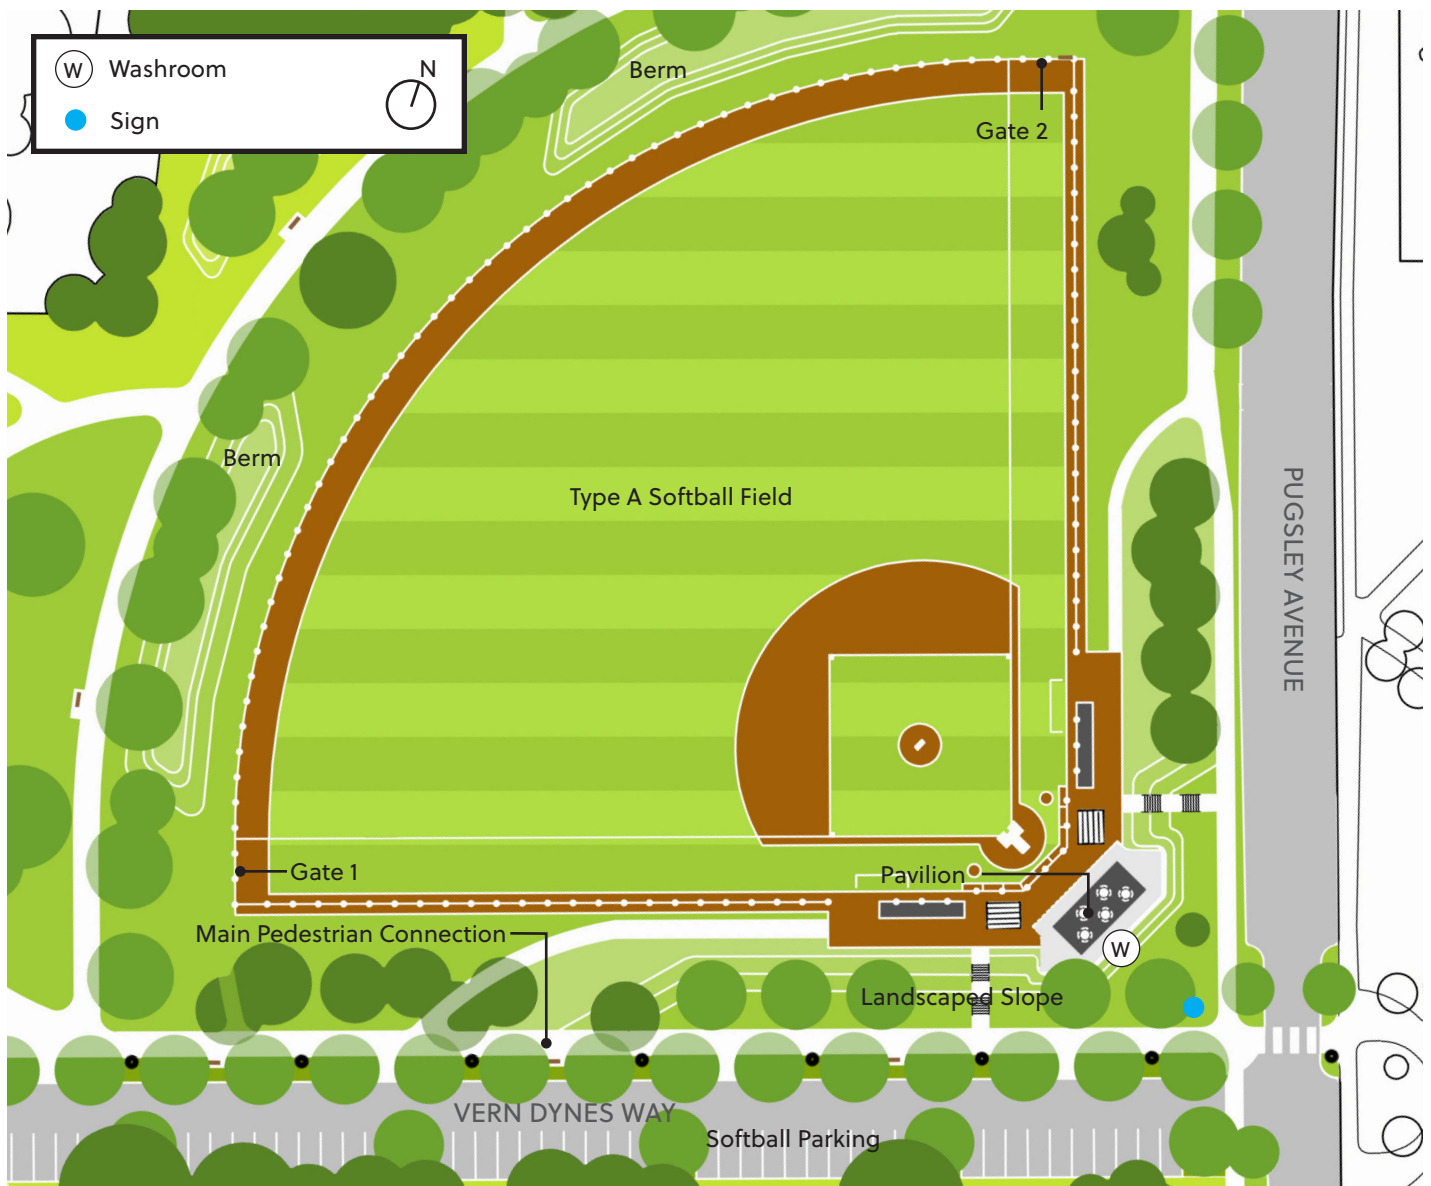 W Washroom
N
Sign
Berm
Gate 2
Berm
Type A Softball Field
PUGSLEY AVENUE
Gate 1
Pavilion
Main Pedestrian Connection
W
Landscaped Slope
VERN DYNES WAY
Softball Parking